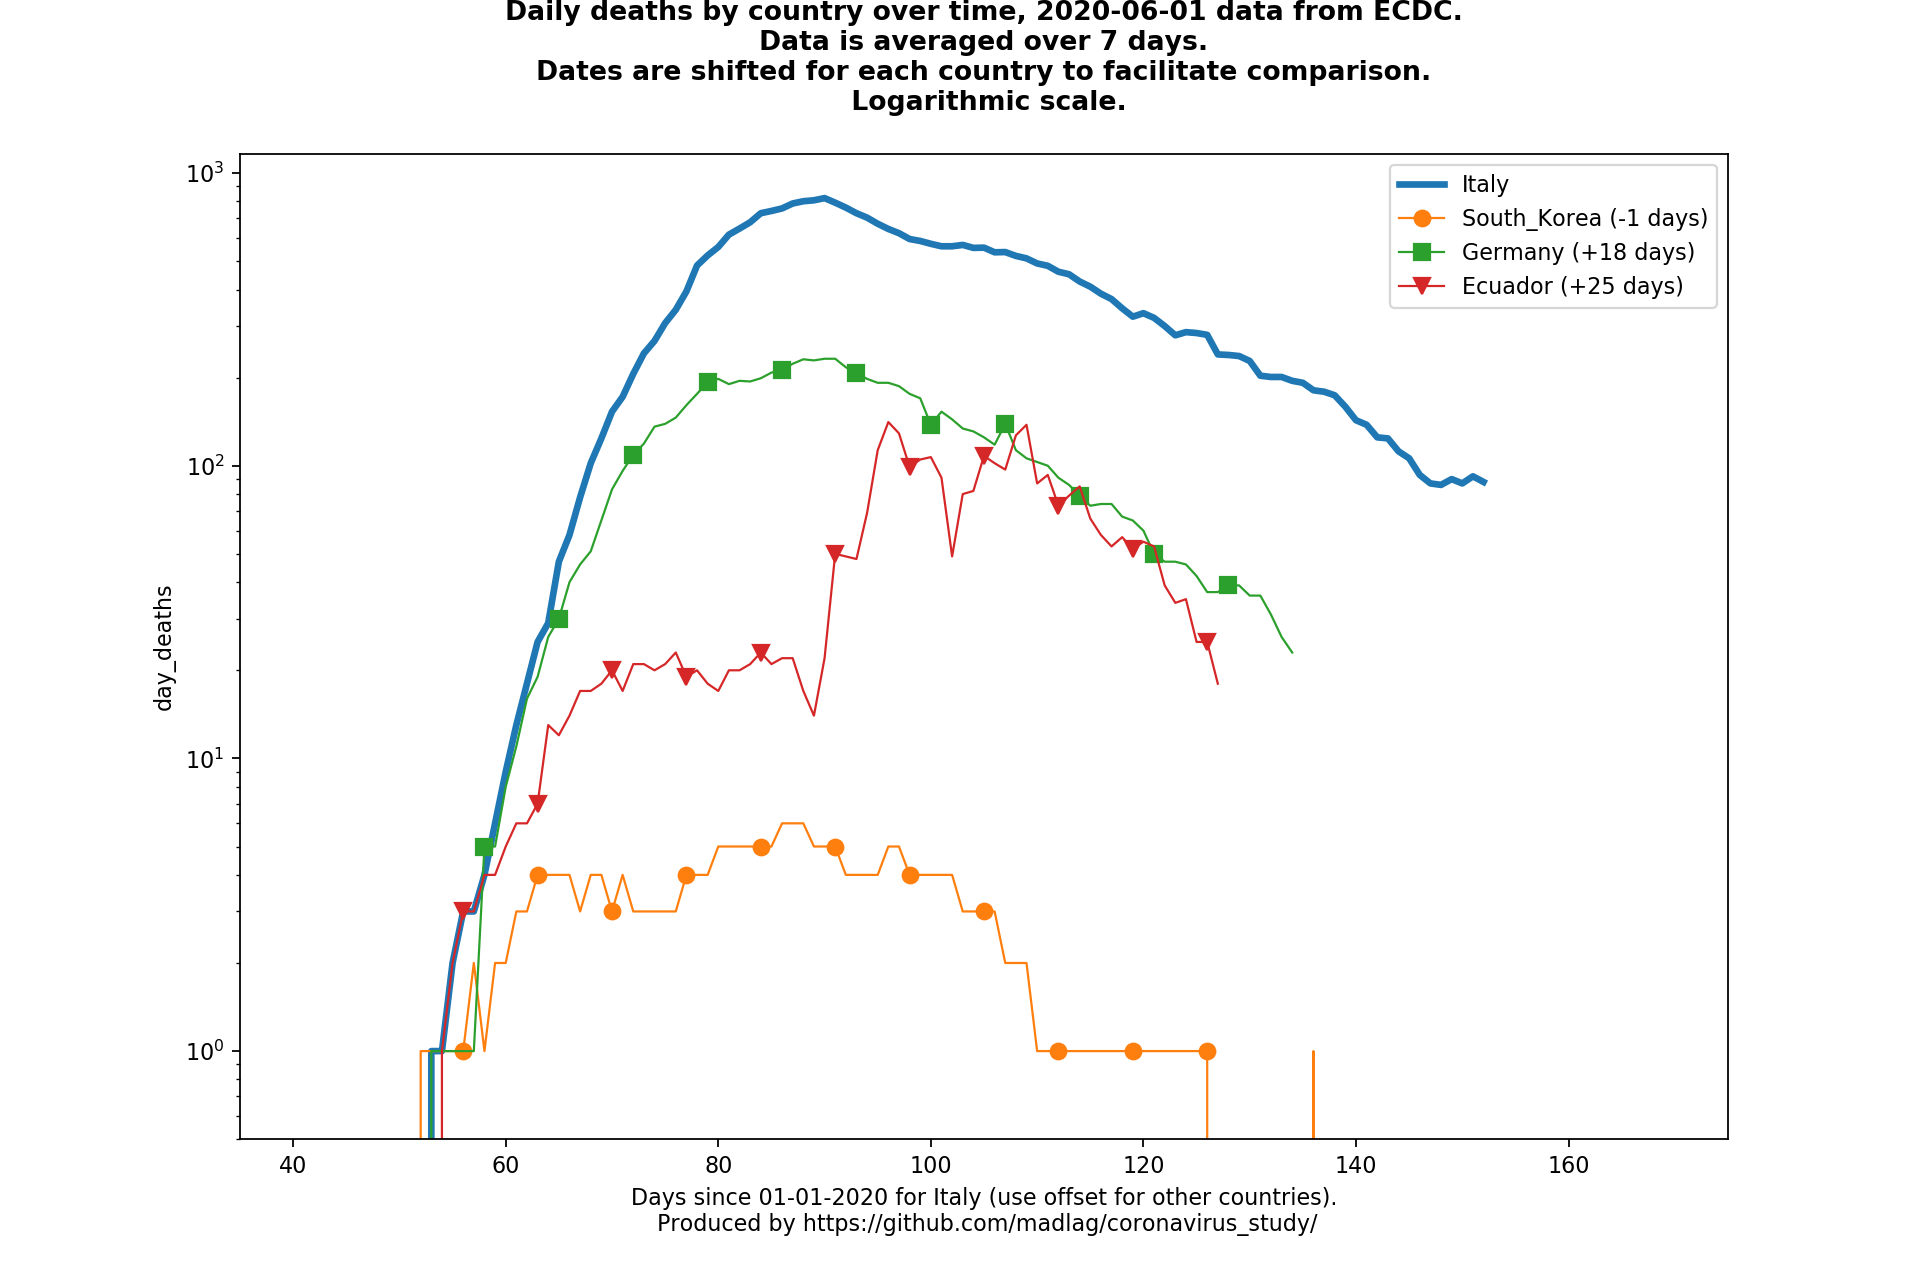 Daily deaths by country over time, 2020-06-01 data from ECDC.
Data is averaged over 7 days.
Dates are shifted for each country to facilitate comparison.
Logarithmic scale.
10³
10²
10¹
10⁰
day_deaths
Italy
South_Korea (-1 days)
Germany (+18 days)
Ecuador (+25 days)
40 60 80 100 120 140 160
Days since 01-01-2020 for Italy (use offset for other countries).
Produced by https://github.com/madlag/coronavirus_study/